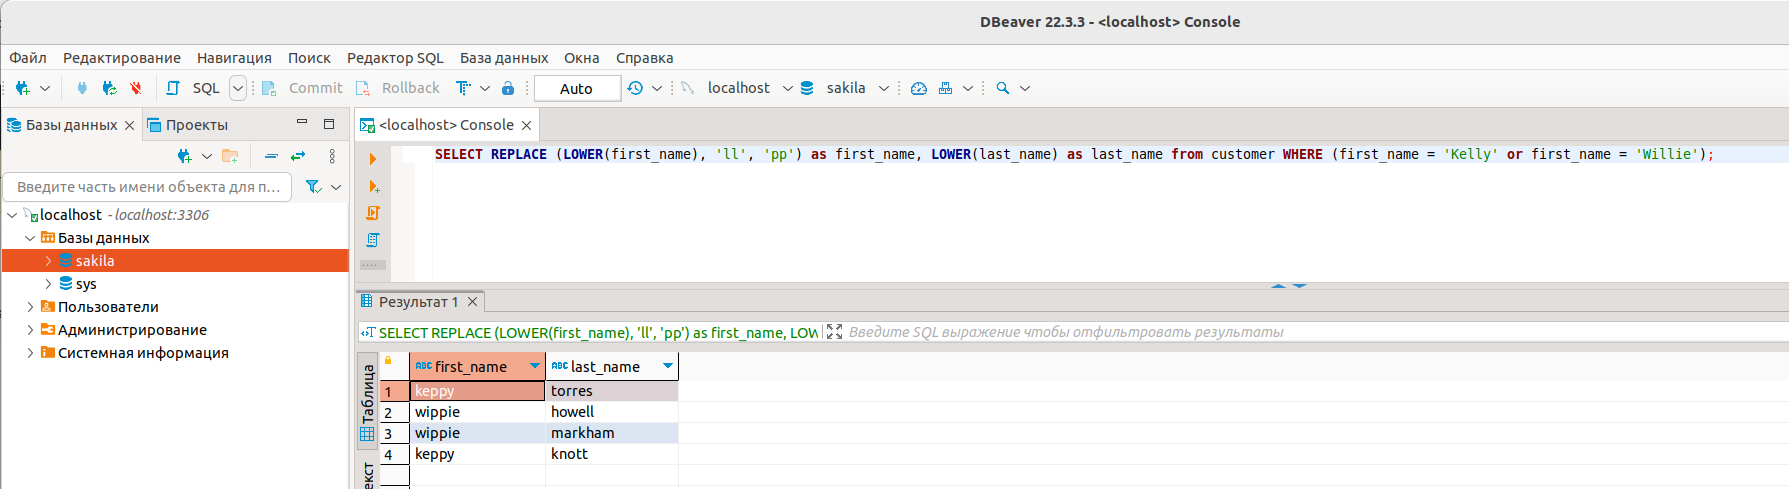 DBeaver 22.3.3 - <localhost> Console
Файл Редактирование Навигация Поиск Редактор SQL База данных Окна Справка
SQL Commit Rollback Auto localhost sakila
Базы данных Проекты
<localhost> Console
SELECT REPLACE (LOWER(first_name), 'll', 'pp') as first_name, LOWER(last_name) as last_name from customer WHERE (first_name = 'Kelly' or first_name = 'Willie');
Введите часть имени объекта для п...
localhost - localhost:3306
Базы данных
sakila
sys
Пользователи
Администрирование
Системная информация
Результат 1
SELECT REPLACE (LOWER(first_name), 'll', 'pp') as first_name, LOW
Введите SQL выражение чтобы отфильтровать результаты
Таблица
ABC first_name ABC last_name
1 keppy torres
2 wippie howell
3 wippie markham
4 keppy knott
екст